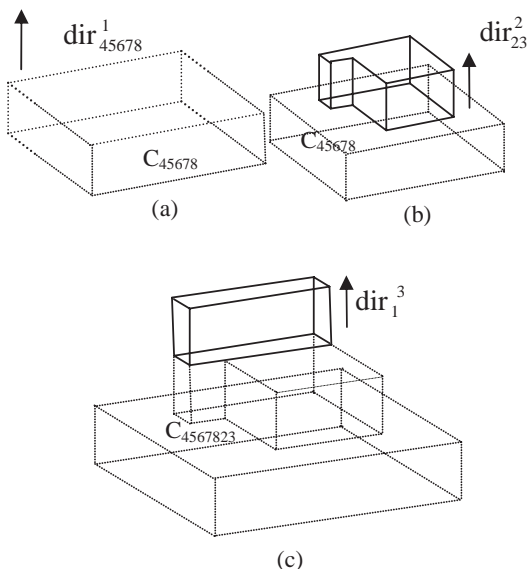 dir¹₄₅₆₇₈
dir²₂₃
C₄₅₆₇₈
C₄₅₆₇₈
(a)
(b)
dir₁³
C₄₅₆₇₈₂₃
(c)